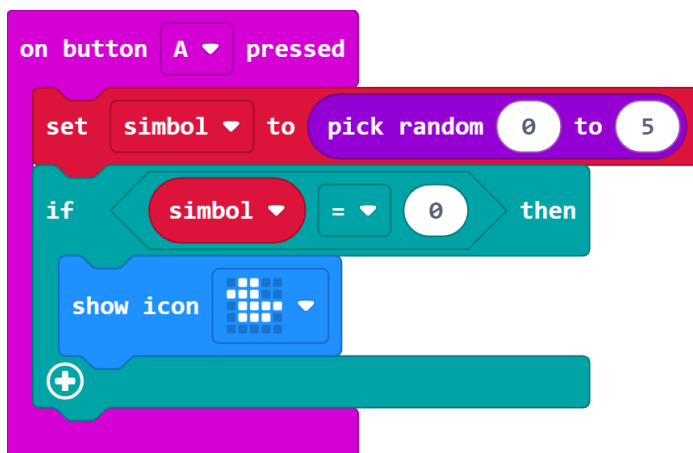 on button A pressed
set simbol to pick random 0 to 5
if simbol = 0 then
show icon